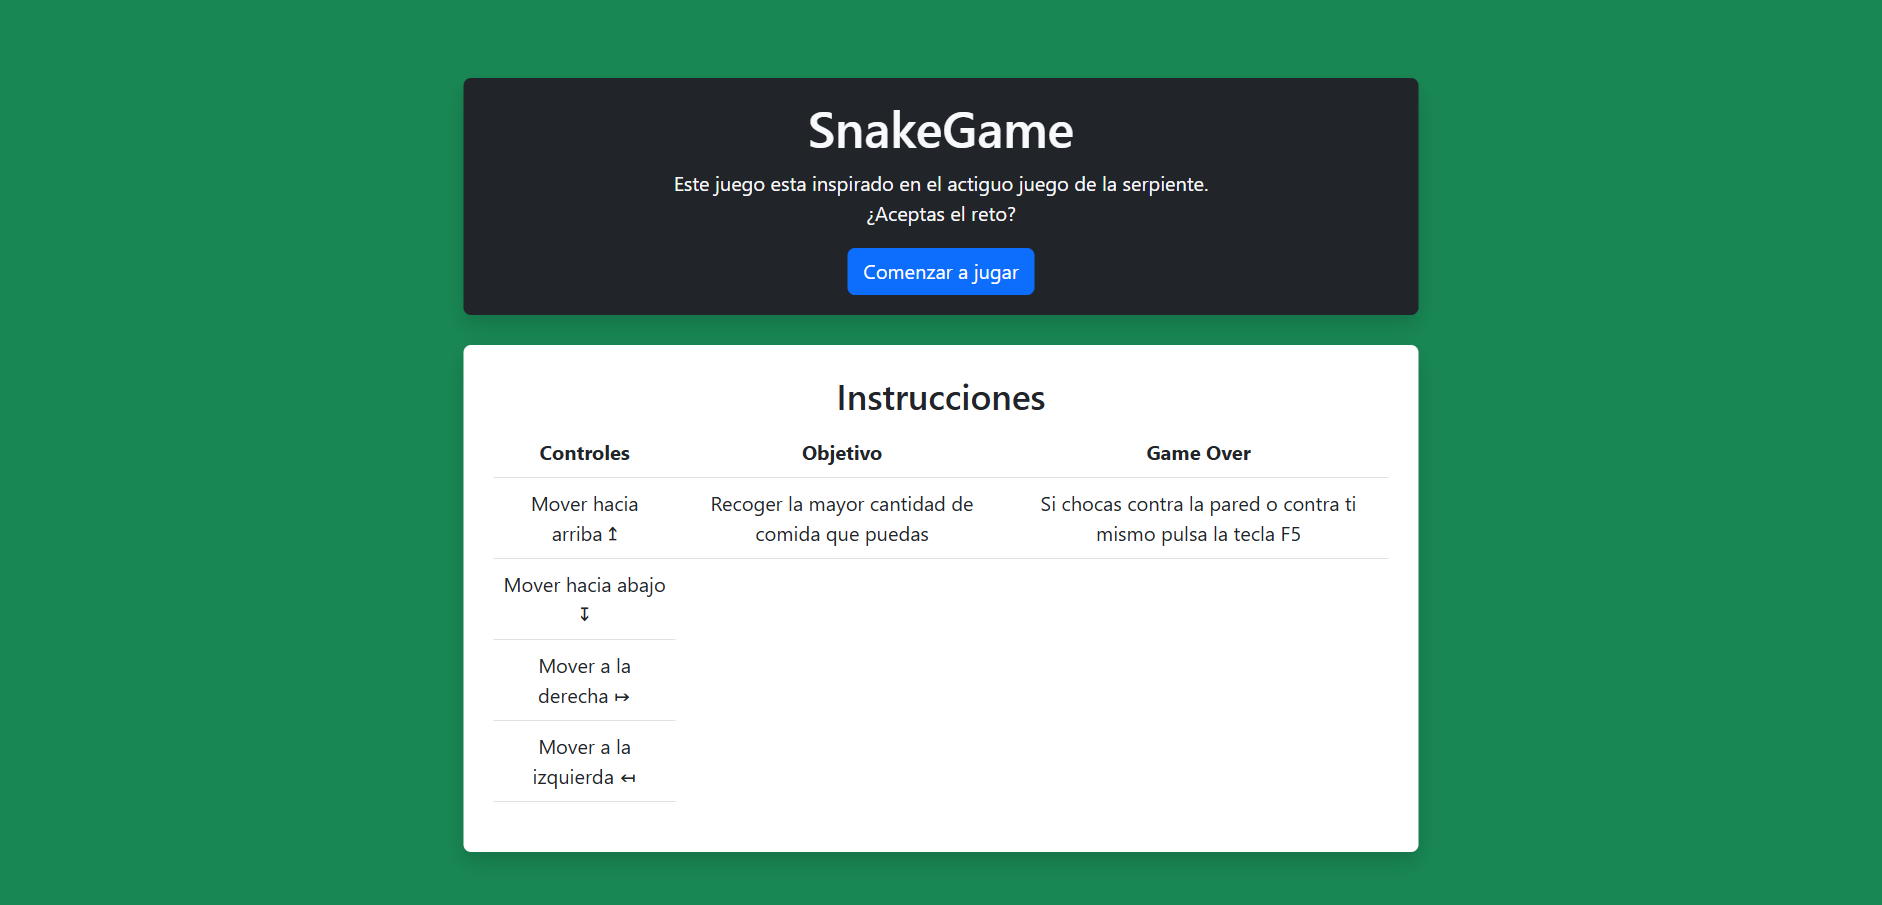 SnakeGame
Este juego esta inspirado en el actiguo juego de la serpiente.
¿Aceptas el reto?
Comenzar a jugar
Instrucciones
Controles Objetivo Game Over
Mover hacia
arriba ↥
Recoger la mayor cantidad de
comida que puedas
Si chocas contra la pared o contra ti
mismo pulsa la tecla F5
Mover hacia abajo
↧
Mover a la
derecha ↦
Mover a la
izquierda ↤